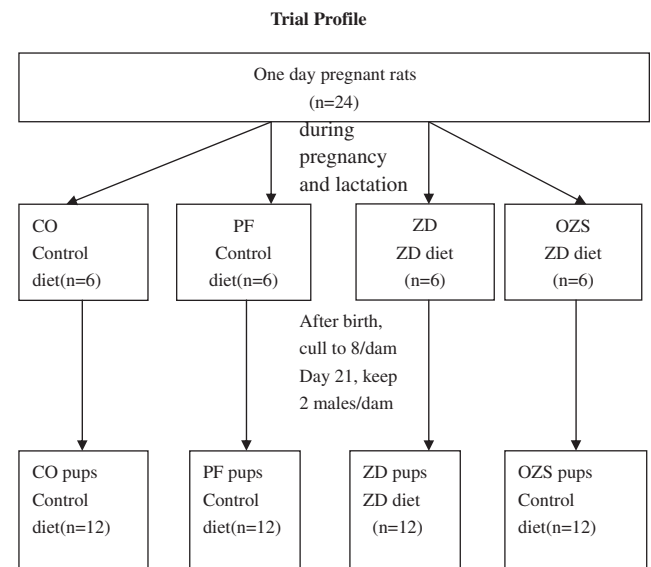 Trial Profile
One day pregnant rats
(n=24)
during
pregnancy
and lactation
CO
Control
diet(n=6)
PF
Control
diet(n=6)
ZD
ZD diet
(n=6)
OZS
ZD diet
(n=6)
After birth,
cull to 8/dam
Day 21, keep
2 males/dam
CO pups
Control
diet(n=12)
PF pups
Control
diet(n=12)
ZD pups
ZD diet
(n=12)
OZS pups
Control
diet(n=12)